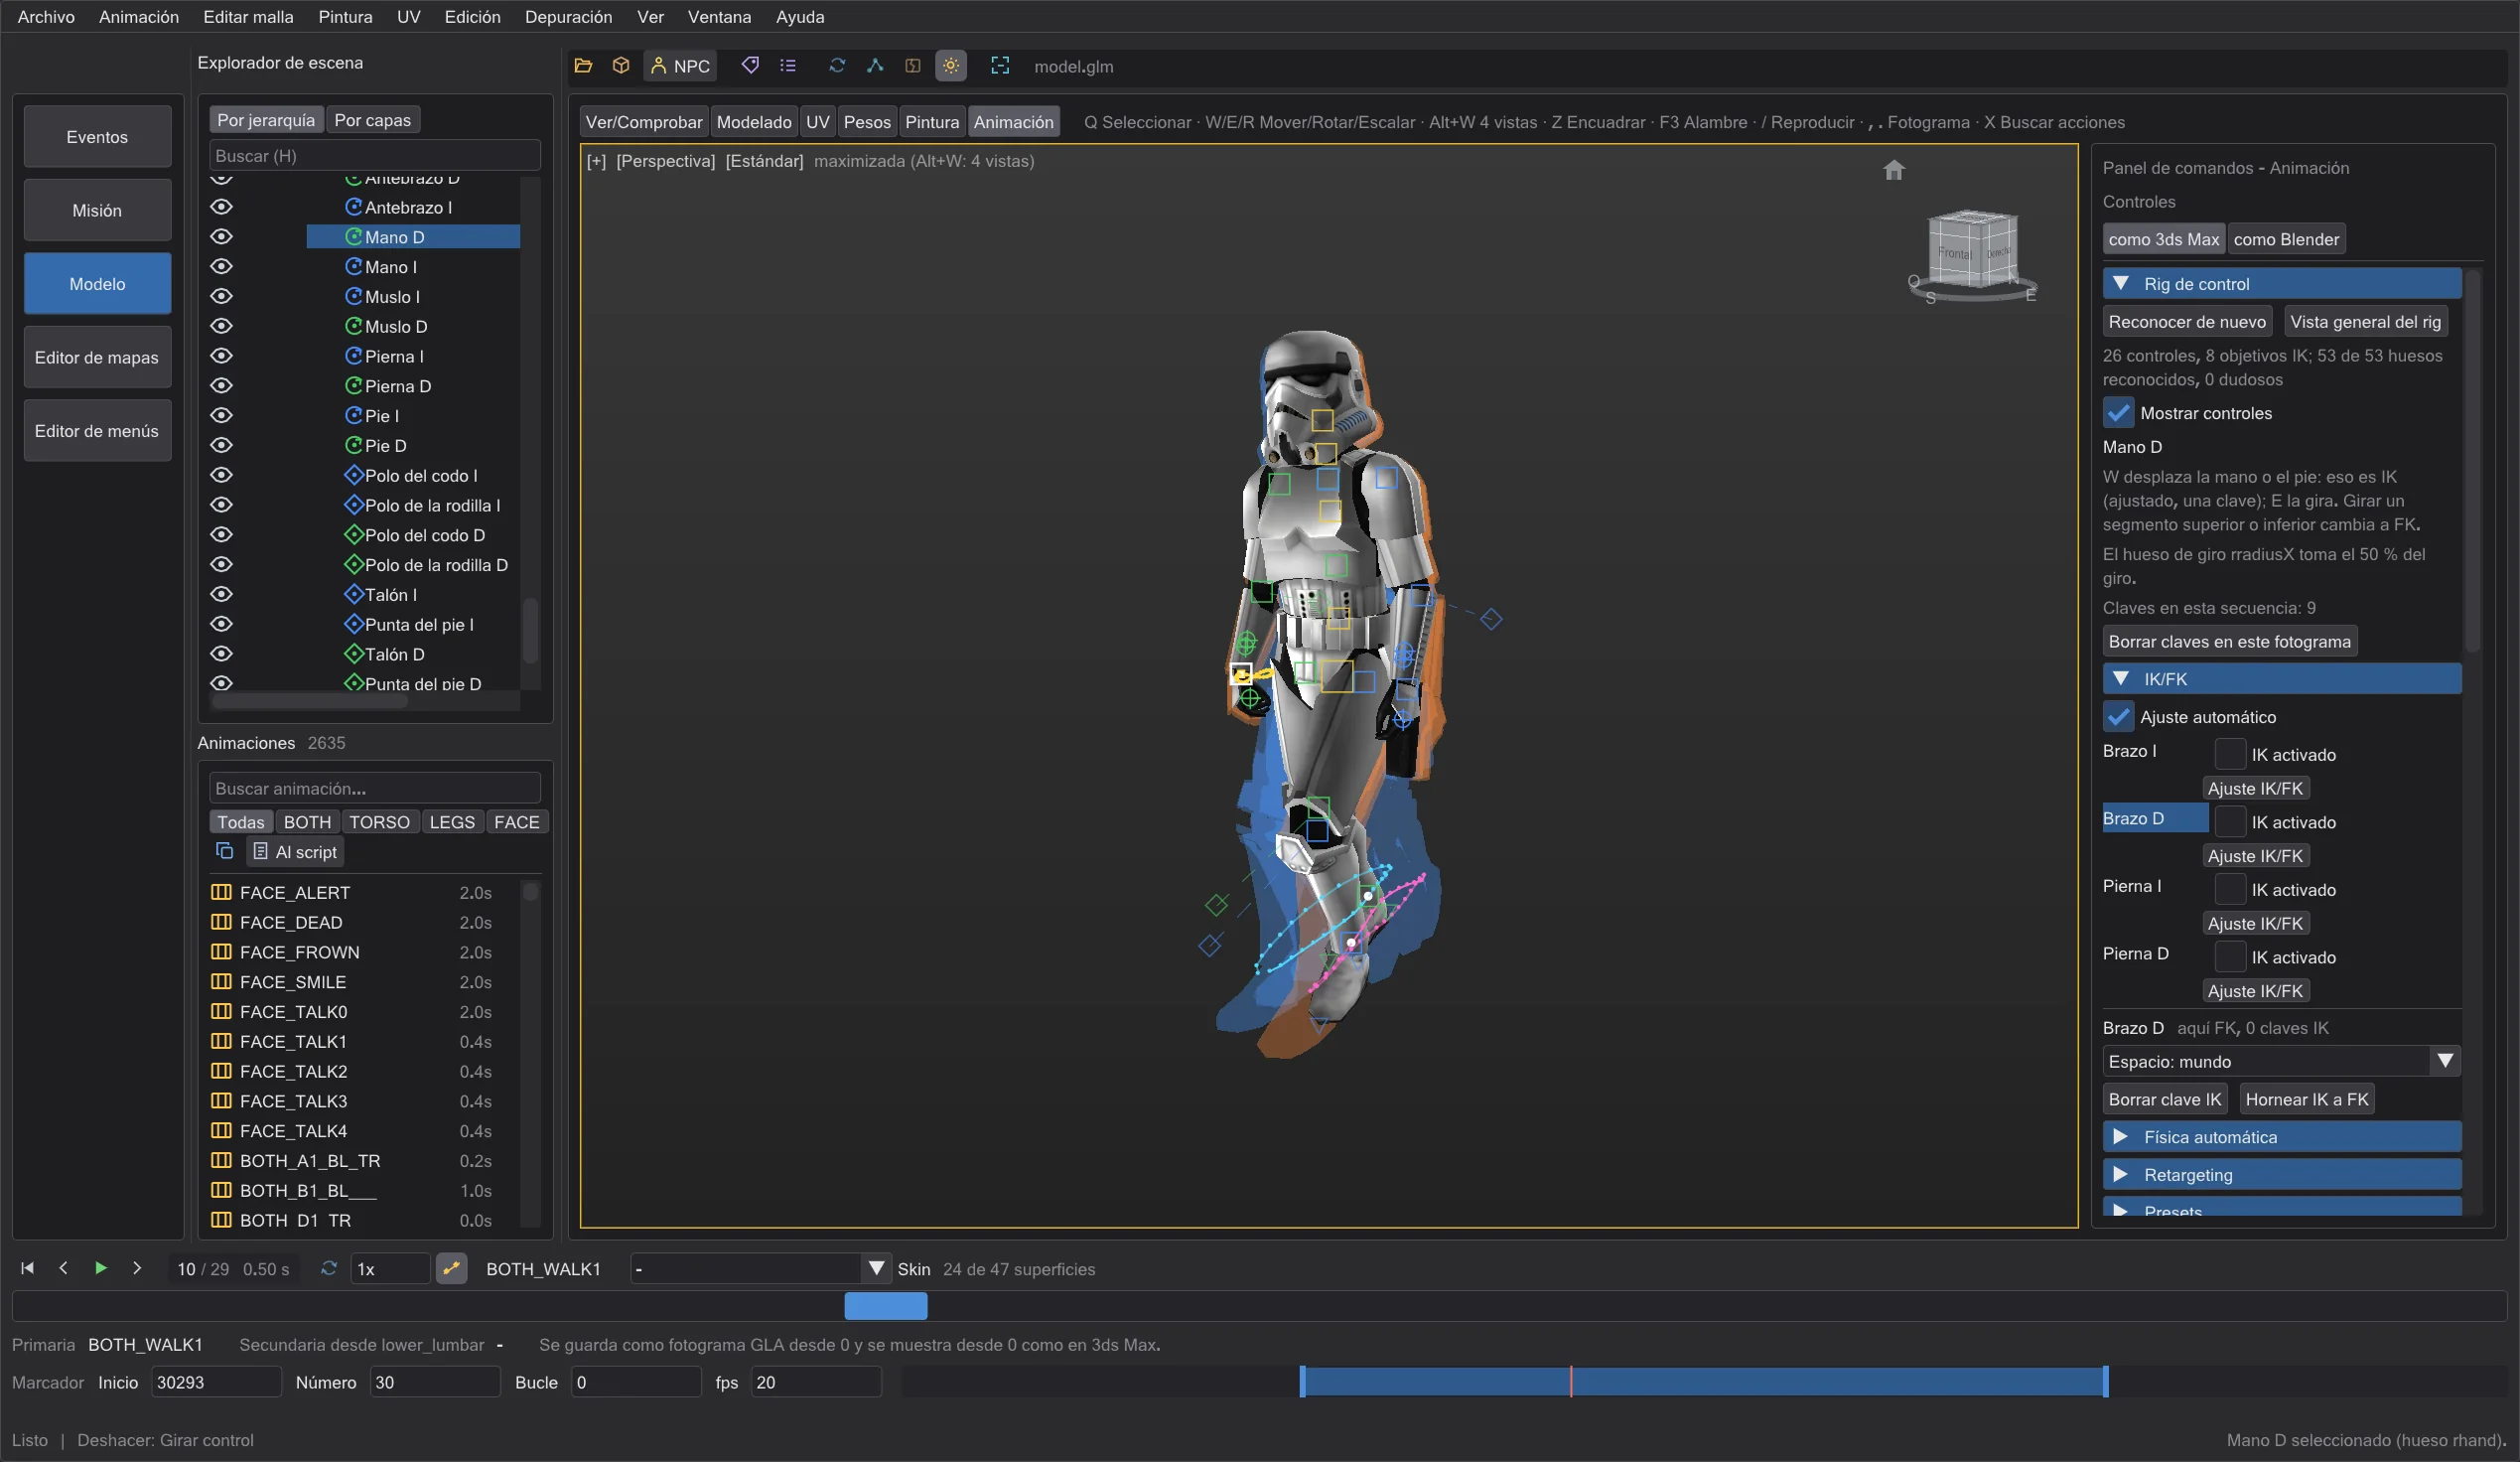 Archivo Animación Editar malla Pintura UV Edición Depuración Ver Ventana Ayuda
Explorador de escena
NPC
model.glm
Eventos
Misión
Modelo
Editor de mapas
Editor de menús
Por jerarquía Por capas
Buscar (H)
Antebrazo D
Antebrazo I
Mano D
Mano I
Muslo I
Muslo D
Pierna I
Pierna D
Pie I
Pie D
Polo del codo I
Polo de la rodilla I
Polo del codo D
Polo de la rodilla D
Talón I
Punta del pie I
Talón D
Punta del pie D
Animaciones 2635
Buscar animación...
Todas BOTH TORSO LEGS FACE
AI script
FACE_ALERT 2.0s
FACE_DEAD 2.0s
FACE_FROWN 2.0s
FACE_SMILE 2.0s
FACE_TALK0 2.0s
FACE_TALK1 0.4s
FACE_TALK2 0.4s
FACE_TALK3 0.4s
FACE_TALK4 0.4s
BOTH_A1_BL_TR 0.2s
BOTH_B1_BL___ 1.0s
BOTH_D1_TR 0.0s
Ver/Comprobar Modelado UV Pesos Pintura Animación
Q Seleccionar · W/E/R Mover/Rotar/Escalar · Alt+W 4 vistas · Z Encuadrar · F3 Alambre · / Reproducir · , . Fotograma · X Buscar acciones
[+] [Perspectiva] [Estándar] maximizada (Alt+W: 4 vistas)
Frontal Derecha
O S N E
Panel de comandos - Animación
Controles
como 3ds Max como Blender
Rig de control
Reconocer de nuevo Vista general del rig
26 controles, 8 objetivos IK; 53 de 53 huesos
reconocidos, 0 dudosos
Mostrar controles
Mano D
W desplaza la mano o el pie: eso es IK
(ajustado, una clave); E la gira. Girar un
segmento superior o inferior cambia a FK.
El hueso de giro rradiusX toma el 50 % del
giro.
Claves en esta secuencia: 9
Borrar claves en este fotograma
IK/FK
Ajuste automático
Brazo I IK activado
Ajuste IK/FK
Brazo D IK activado
Ajuste IK/FK
Pierna I IK activado
Ajuste IK/FK
Pierna D IK activado
Ajuste IK/FK
Brazo D aquí FK, 0 claves IK
Espacio: mundo
Borrar clave IK Hornear IK a FK
Física automática
Retargeting
Presets
10 / 29 0.50 s 1x BOTH_WALK1 - Skin 24 de 47 superficies
Primaria BOTH_WALK1 Secundaria desde lower_lumbar - Se guarda como fotograma GLA desde 0 y se muestra desde 0 como en 3ds Max.
Marcador Inicio 30293 Número 30 Bucle 0 fps 20
Listo | Deshacer: Girar control
Mano D seleccionado (hueso rhand).